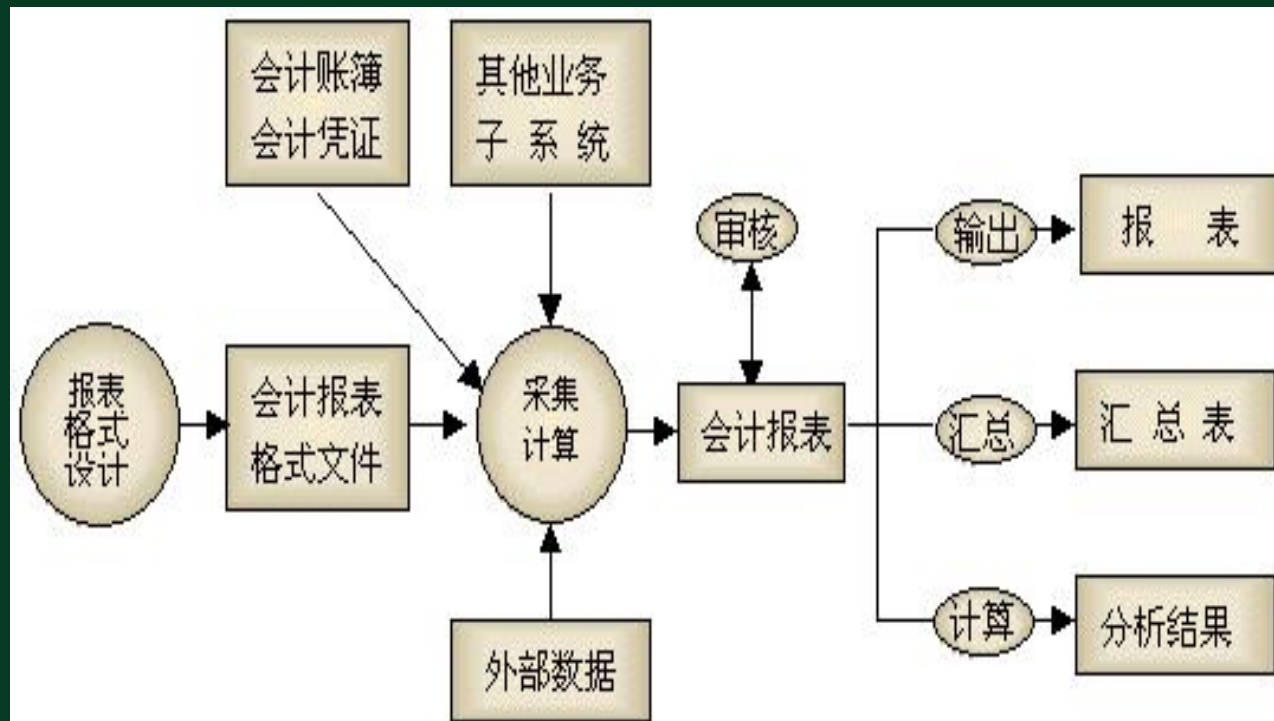 会计账簿
会计凭证
其他业务
子 系 统
审核
输出
报 表
报表
格式
设计
会计报表
格式文件
采集
计算
会计报表
汇总
汇 总 表
外部数据
计算
分析结果